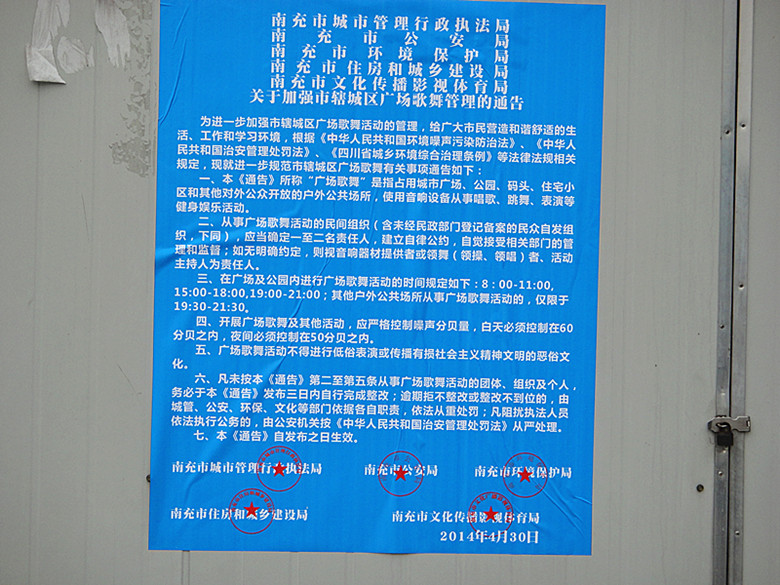 南充市城市管理行政执法局
南充市公安局
南充市环境保护局
南充市住房和城乡建设局
南充市文化传播影视体育局
关于加强市辖城区广场歌舞管理的通告
为进一步加强市辖城区广场歌舞活动的管理，给广大市民营造和谐舒适的生
活、工作和学习环境，根据《中华人民共和国环境噪声污染防治法》、《中华人
民共和国治安管理处罚法》、《四川省城乡环境综合治理条例》等法律法规相关
规定，现就进一步规范市辖城区广场歌舞有关事项通告如下：
一、本《通告》所称“广场歌舞”是指占用城市广场、公园、码头、住宅小
区和其他对外公众开放的户外公共场所，使用音响设备从事唱歌、跳舞、表演等
健身娱乐活动。
二、从事广场歌舞活动的民间组织（含未经民政部门登记备案的民众自发组
织，下同），应当确定一至二名责任人，建立自律公约，自觉接受相关部门的管
理和监督；如无明确约定，则视音响器材提供者或领舞（领操、领唱）者、活动
主持人为责任人。
三、在广场及公园内进行广场歌舞活动的时间规定如下：8：00-11:00,
15:00-18:00,19:00-21:00；其他户外公共场所从事广场歌舞活动的，仅限于
19:30-21:30。
四、开展广场歌舞及其他活动，应严格控制噪声分贝量，白天必须控制在60
分贝之内，夜间必须控制在50分贝之内。
五、广场歌舞活动不得进行低俗表演或传播有损社会主义精神文明的恶俗文
化。
六、凡未按本《通告》第二至第五条从事广场歌舞活动的团体、组织及个人，
务必于本《通告》发布三日内自行完成整改；逾期拒不整改或整改不到位的，由
城管、公安、环保、文化等部门依据各自职责，依法从重处罚；凡阻扰执法人员
依法执行公务的，由公安机关按《中华人民共和国治安管理处罚法》从严处理。
七、本《通告》自发布之日生效。
南充市城市管理行政执法局 南充市公安局 南充市环境保护局
南充市住房和城乡建设局 南充市文化传播影视体育局
2014年4月30日